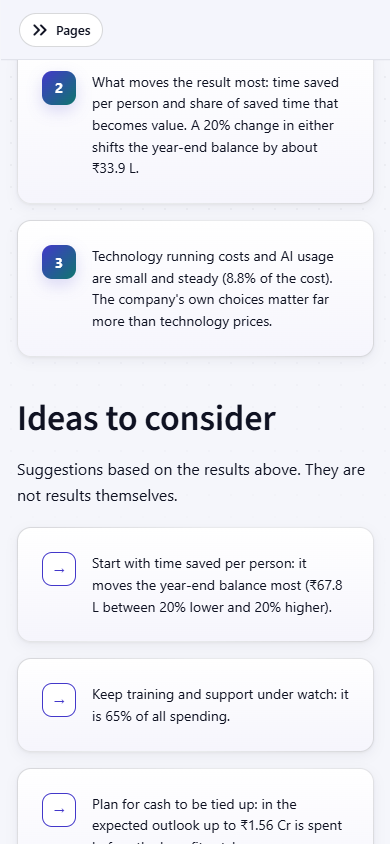 Pages
2
What moves the result most: time saved
per person and share of saved time that
becomes value. A 20% change in either
shifts the year-end balance by about
₹33.9 L.
3
Technology running costs and AI usage
are small and steady (8.8% of the cost).
The company's own choices matter far
more than technology prices.
Ideas to consider
Suggestions based on the results above. They are
not results themselves.
→
Start with time saved per person: it
moves the year-end balance most (₹67.8
L between 20% lower and 20% higher).
→
Keep training and support under watch: it
is 65% of all spending.
→
Plan for cash to be tied up: in the
expected outlook up to ₹1.56 Cr is spent